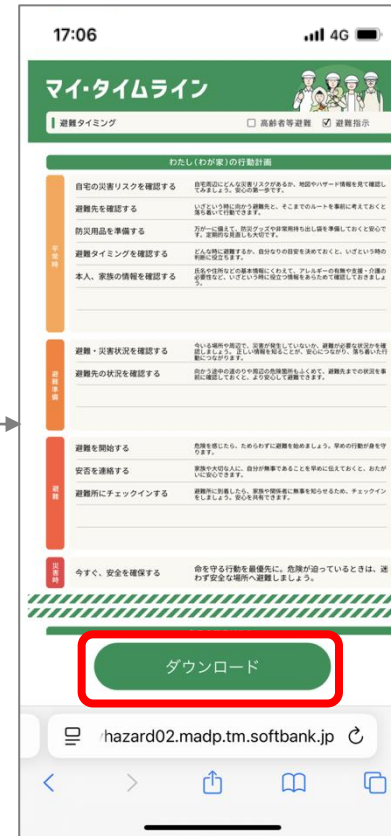 17:06
4G
マイ・タイムライン
避難タイミング
高齢者等避難
避難指示
わたし(わが家)の行動計画
平常時
自宅の災害リスクを確認する
自宅周辺にどんな災害リスクがあるか、地図やハザード情報を見て確認し
てみましょう。安心の第一歩です。
避難先を確認する
いざという時に向かう避難先と、そこまでのルートを事前に考えておくと
落ち着いて行動できます。
防災用品を準備する
万が一に備えて、防災グッズや非常用持ち出し袋を準備しておくと安心で
す。定期的な見直しも大切です。
避難タイミングを確認する
どんな時に避難するか、自分なりの目安を決めておくと、いざという時の
判断に役立ちます。
本人、家族の情報を確認する
氏名や住所などの基本情報にくわえて、アレルギーの有無や支援・介護の
必要性など、いざという時に役立つ情報をあらためて確認しておきましょ
う。
避難準備
避難・災害状況を確認する
今いる場所や周辺で、災害が発生していないか、避難が必要な状況かを確
認しましょう。正しい情報を知ることが、安心につながり、落ち着いた行
動につながります。
避難先の状況を確認する
向かう途中の道のりや周辺の危険箇所もふくめて、避難先までの状況を事
前に確認しておくと、より安心して避難できます。
避難
避難を開始する
危険を感じたら、ためらわずに避難を始めましょう。早めの行動が身を守
ります。
安否を連絡する
家族や大切な人に、自分が無事であることを早めに伝えておくと、おたが
いに安心できます。
避難所にチェックインする
避難所に到着したら、家族や関係者に無事を知らせるため、チェックイン
をしましょう。安心を共有できます。
災害時
今すぐ、安全を確保する
命を守る行動を最優先に。危険が迫っているときは、迷
わず安全な場所へ避難しましょう。
ダウンロード
hazard02.madp.tm.softbank.jp